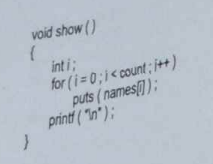 void show ( )
{
int i ;
for ( i = 0 ; i < count ; i++ )
puts ( names[i] ) ;
printf ( "\n" ) ;
}